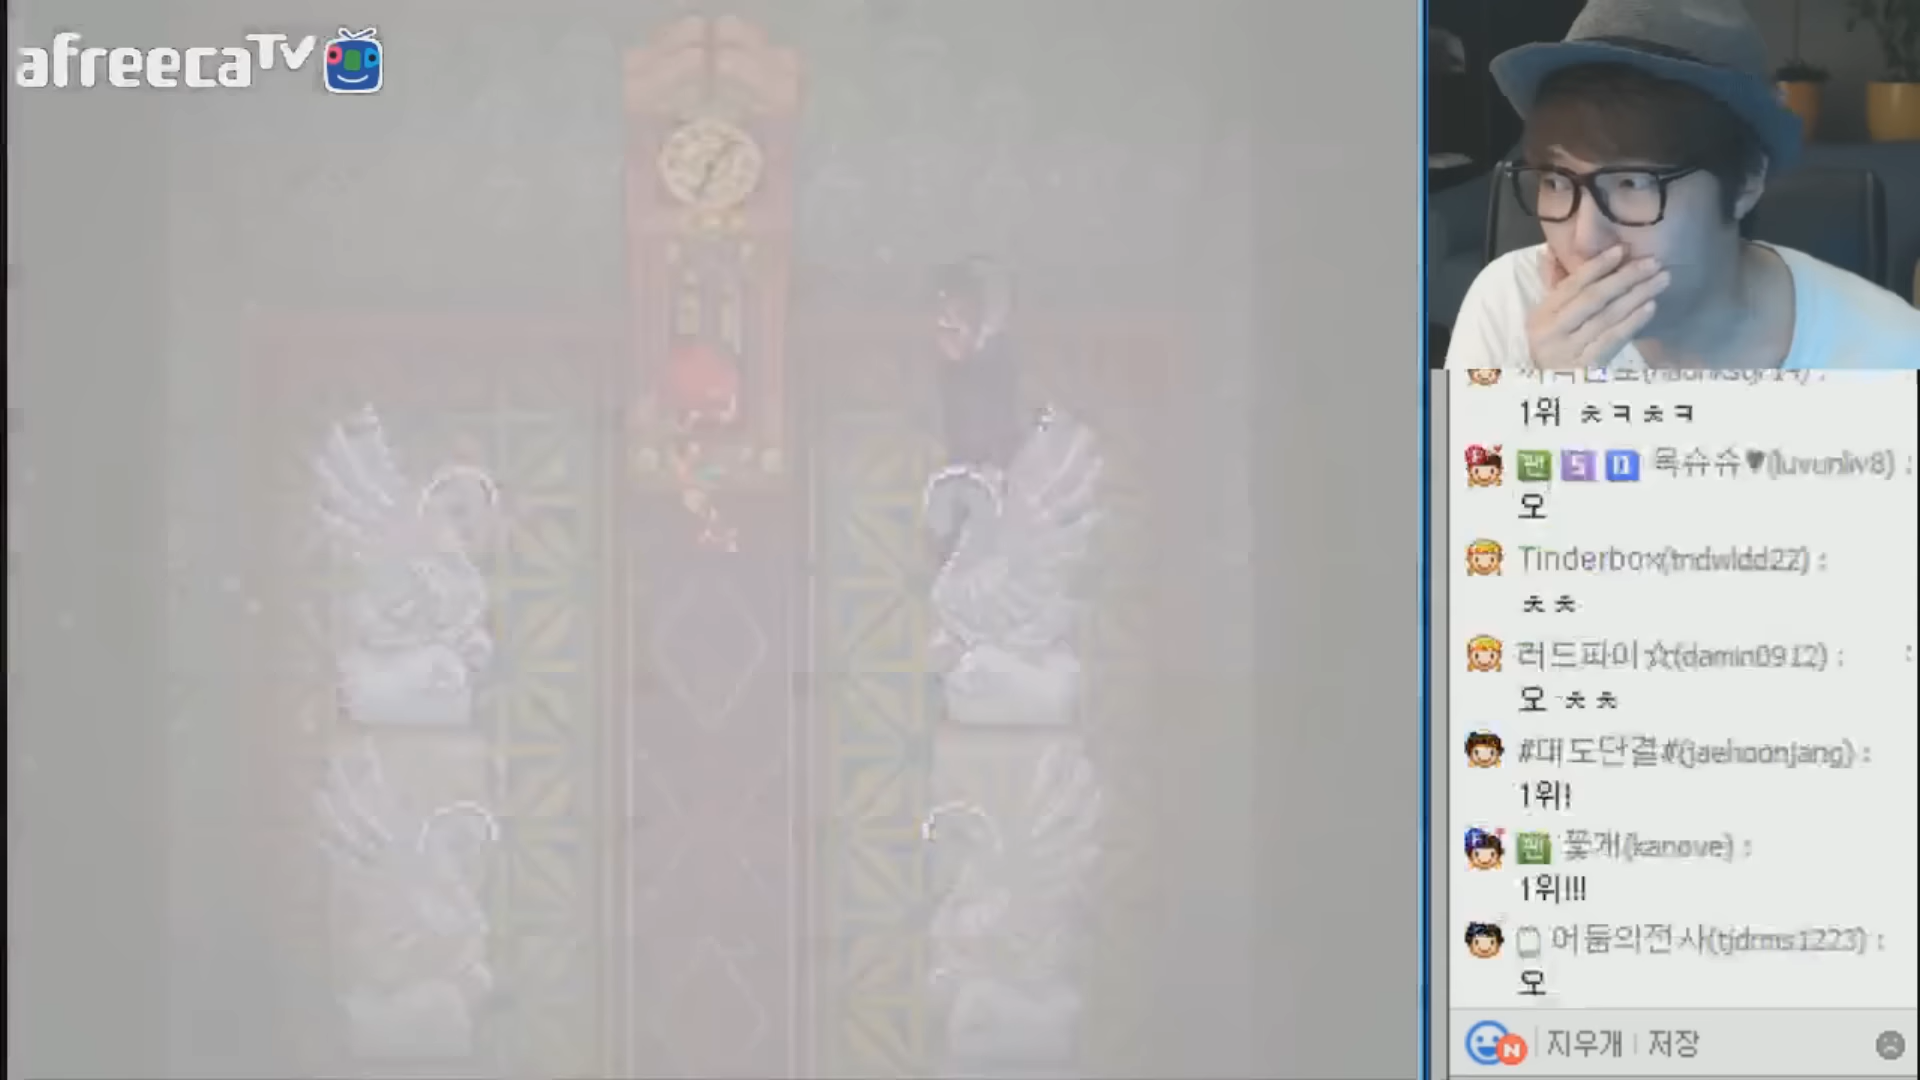 afreecaTV
1위 ㅊㅋㅊㅋ
팬 S 목슈슈♥(luvunliv8) :
오
Tinderbox(tndwldd22) :
ㅊㅊ
러드파이☆(damin0912) :
오 ㅊㅊ
#대도단결#(jaehoonjang) :
1위!
팬 꽃게(kanove) :
1위!!!
어둠의전사(tjdrms1223) :
오
N 지우개 | 저장